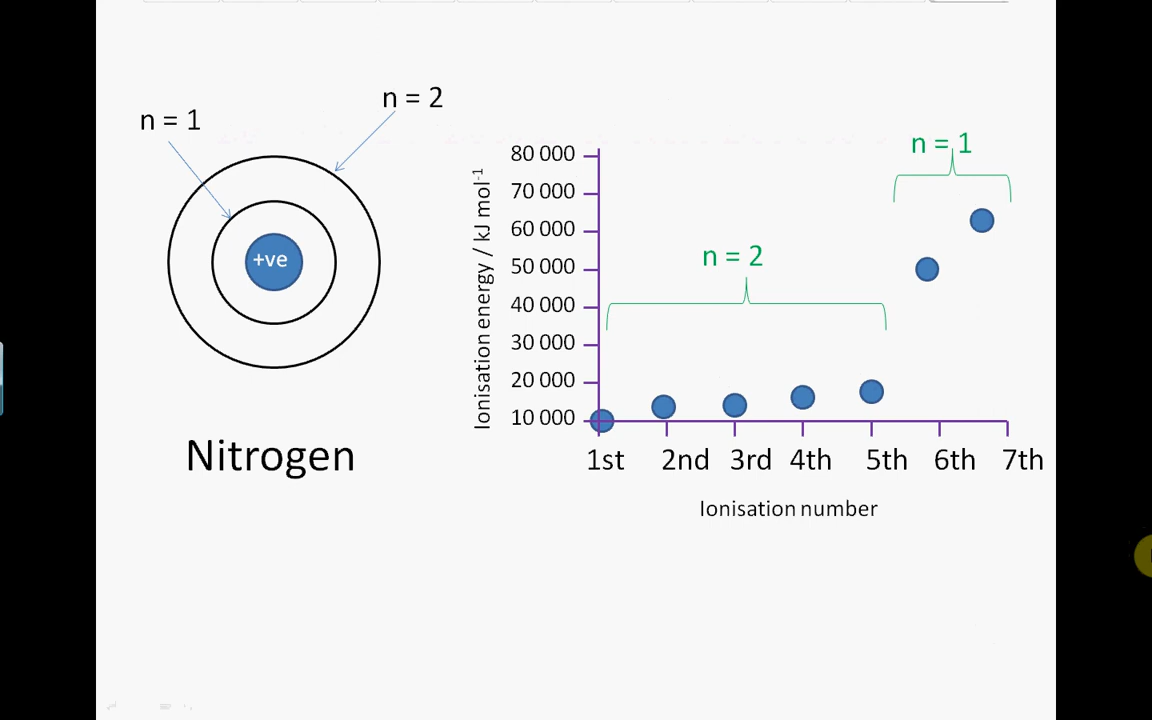 n = 1
n = 2
+ve
Nitrogen
Ionisation energy / kJ mol⁻¹
80 000
70 000
60 000
50 000
40 000
30 000
20 000
10 000
n = 2
n = 1
1st 2nd 3rd 4th 5th 6th 7th
Ionisation number